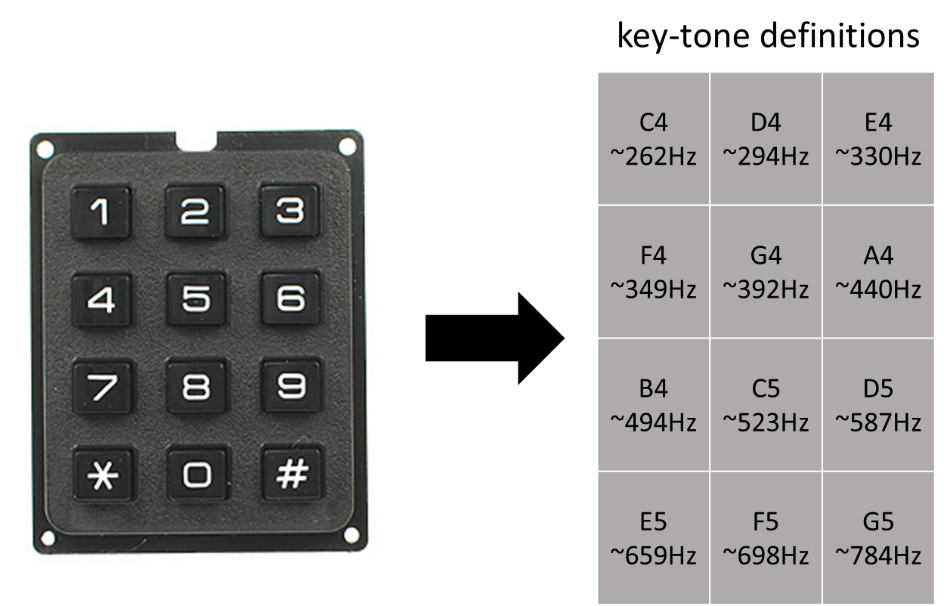 key-tone definitions
1 2 3
4 5 6
7 8 9
* 0 #
C4 D4 E4
~262Hz ~294Hz ~330Hz
F4 G4 A4
~349Hz ~392Hz ~440Hz
B4 C5 D5
~494Hz ~523Hz ~587Hz
E5 F5 G5
~659Hz ~698Hz ~784Hz